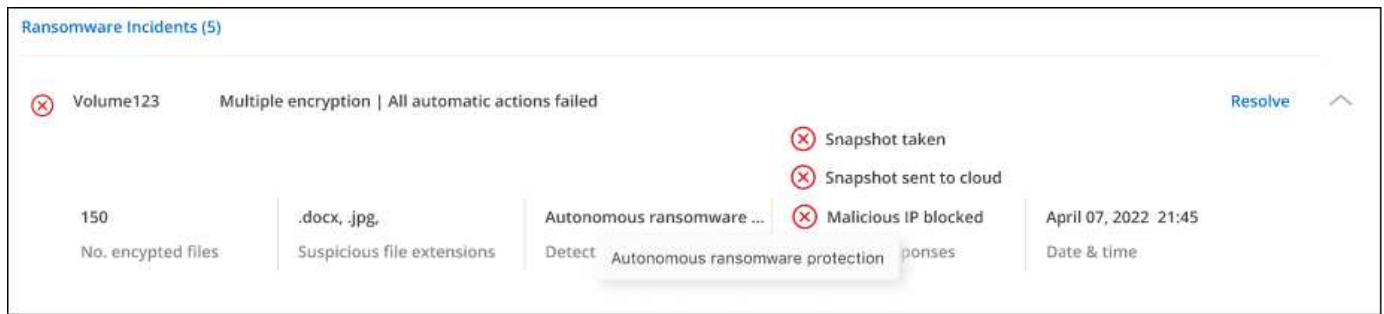 Ransomware Incidents (5)
Volume123 Multiple encryption | All automatic actions failed Resolve
Snapshot taken
Snapshot sent to cloud
150 .docx, .jpg, Autonomous ransomware ... Malicious IP blocked April 07, 2022 21:45
No. encypted files Suspicious file extensions Detect ponses Date & time
Autonomous ransomware protection